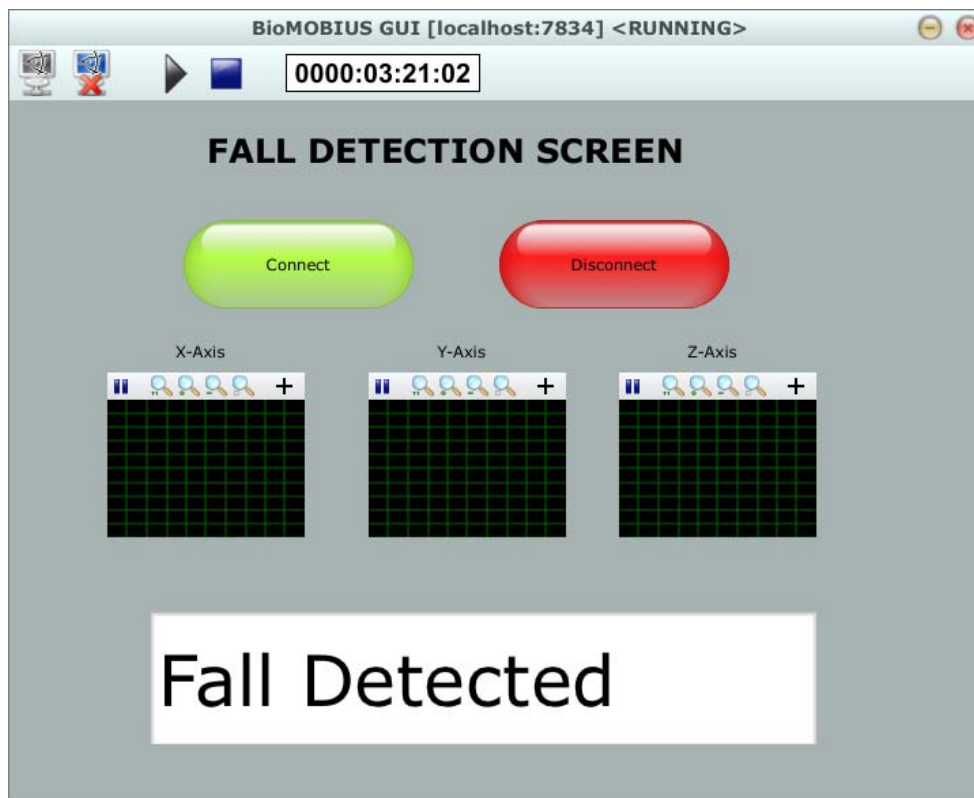 BioMOBIUS GUI [localhost:7834] <RUNNING>
0000:03:21:02
FALL DETECTION SCREEN
Connect
Disconnect
X-Axis
Y-Axis
Z-Axis
Fall Detected